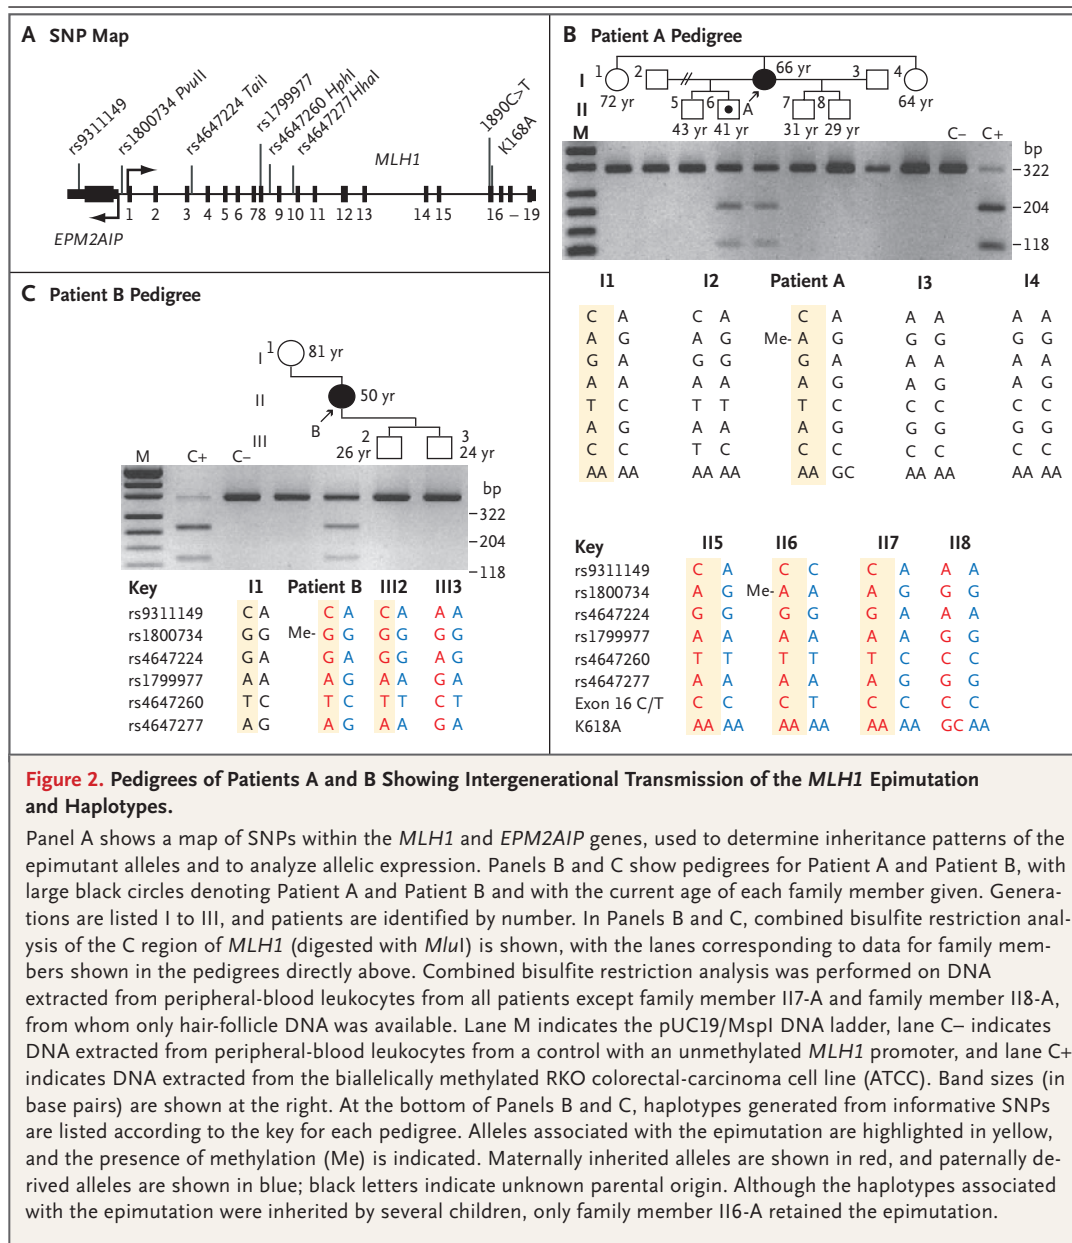 A SNP Map
rs9311149
rs1800734 PvuII
rs4647224 TaiI
rs1799977
rs4647260 HphI
rs4647277HhaI
1890C>T
K168A
MLH1
1 2 3 4 5 6 78 9 10 11 12 13 14 15 16 – 19
EPM2AIP
B Patient A Pedigree
I
1 2 66 yr 3 4
72 yr 64 yr
II
5 6 A 7 8
43 yr 41 yr 31 yr 29 yr
M C– C+
bp
322
204
118
I1 I2 Patient A I3 I4
C A C A C A A A A A
A G A G Me- A G G G G G
G A G G G A A A A A
A A A A A G A G A G
T C T T T C C C C C
A G A A A G G G G G
C C T C C C C C C C
AA AA AA AA AA GC AA AA AA AA
Key II5 II6 II7 II8
rs9311149 C A C C C A A A
rs1800734 A G Me- A A A G G G
rs4647224 G G G G G A A A
rs1799977 A A A A A A G G
rs4647260 T T T T T C C C
rs4647277 A A A A A G G G
Exon 16 C/T C C C T C C C C
K618A AA AA AA AA AA AA GC AA
C Patient B Pedigree
I 1 81 yr
II 50 yr
B
III 2 3
26 yr 24 yr
M C+ C–
bp
322
204
118
Key I1 Patient B III2 III3
rs9311149 C A C A C A A A
rs1800734 G G Me- G G G G G G
rs4647224 G A G A G G A G
rs1799977 A A A G A A G A
rs4647260 T C T C T T C T
rs4647277 A G A G A A G A
Figure 2. Pedigrees of Patients A and B Showing Intergenerational Transmission of the MLH1 Epimutation
and Haplotypes.
Panel A shows a map of SNPs within the MLH1 and EPM2AIP genes, used to determine inheritance patterns of the
epimutant alleles and to analyze allelic expression. Panels B and C show pedigrees for Patient A and Patient B, with
large black circles denoting Patient A and Patient B and with the current age of each family member given. Genera-
tions are listed I to III, and patients are identified by number. In Panels B and C, combined bisulfite restriction anal-
ysis of the C region of MLH1 (digested with MluI) is shown, with the lanes corresponding to data for family mem-
bers shown in the pedigrees directly above. Combined bisulfite restriction analysis was performed on DNA
extracted from peripheral-blood leukocytes from all patients except family member II7-A and family member II8-A,
from whom only hair-follicle DNA was available. Lane M indicates the pUC19/MspI DNA ladder, lane C– indicates
DNA extracted from peripheral-blood leukocytes from a control with an unmethylated MLH1 promoter, and lane C+
indicates DNA extracted from the biallelically methylated RKO colorectal-carcinoma cell line (ATCC). Band sizes (in
base pairs) are shown at the right. At the bottom of Panels B and C, haplotypes generated from informative SNPs
are listed according to the key for each pedigree. Alleles associated with the epimutation are highlighted in yellow,
and the presence of methylation (Me) is indicated. Maternally inherited alleles are shown in red, and paternally de-
rived alleles are shown in blue; black letters indicate unknown parental origin. Although the haplotypes associated
with the epimutation were inherited by several children, only family member II6-A retained the epimutation.